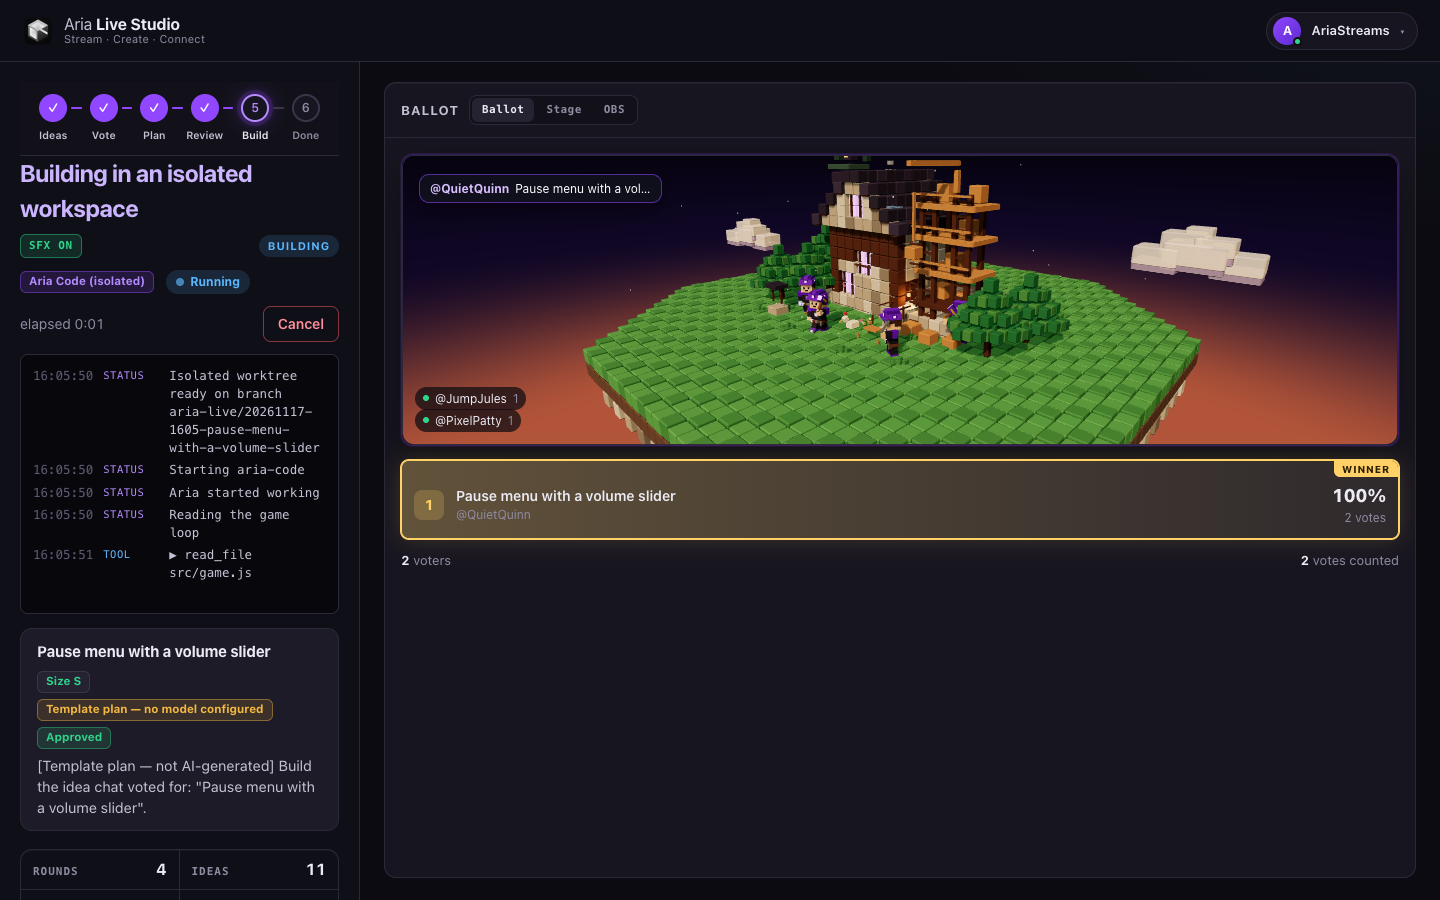 Aria Live Studio
Stream · Create · Connect
A AriaStreams
✓ ✓ ✓ ✓ 5 6
Ideas Vote Plan Review Build Done
Building in an isolated
workspace
SFX ON BUILDING
Aria Code (isolated) Running
elapsed 0:01 Cancel
16:05:50 STATUS Isolated worktree
ready on branch
aria-live/20261117-
1605-pause-menu-
with-a-volume-slider
16:05:50 STATUS Starting aria-code
16:05:50 STATUS Aria started working
16:05:50 STATUS Reading the game
loop
16:05:51 TOOL ▶ read_file
src/game.js
Pause menu with a volume slider
Size S
Template plan — no model configured
Approved
[Template plan — not AI-generated] Build
the idea chat voted for: "Pause menu with
a volume slider".
ROUNDS 4 IDEAS 11
BALLOT Ballot Stage OBS
@QuietQuinn Pause menu with a vol...
@JumpJules 1
@PixelPatty 1
WINNER
1 Pause menu with a volume slider 100%
@QuietQuinn 2 votes
2 voters 2 votes counted